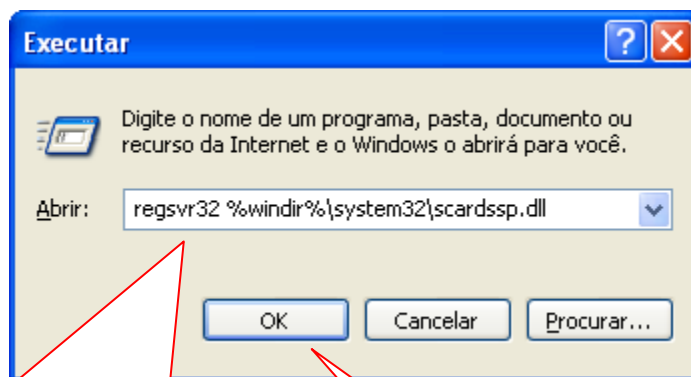 Executar
Digite o nome de um programa, pasta, documento ou
recurso da Internet e o Windows o abrirá para você.
Abrir: regsvr32 %windir%\system32\scardssp.dll
OK Cancelar Procurar...